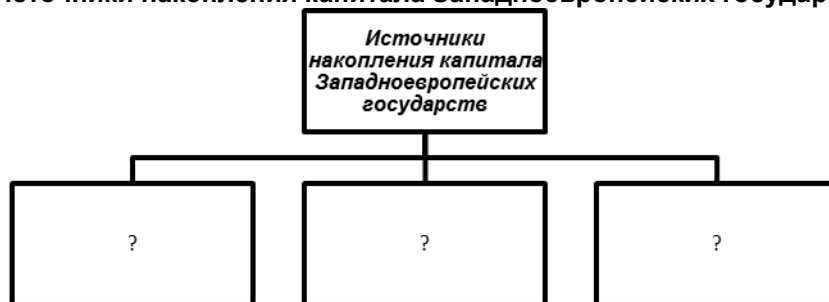 накопления капитала Западноевропейских
Источники
накопления капитала
Западноевропейских
государств
? ? ?